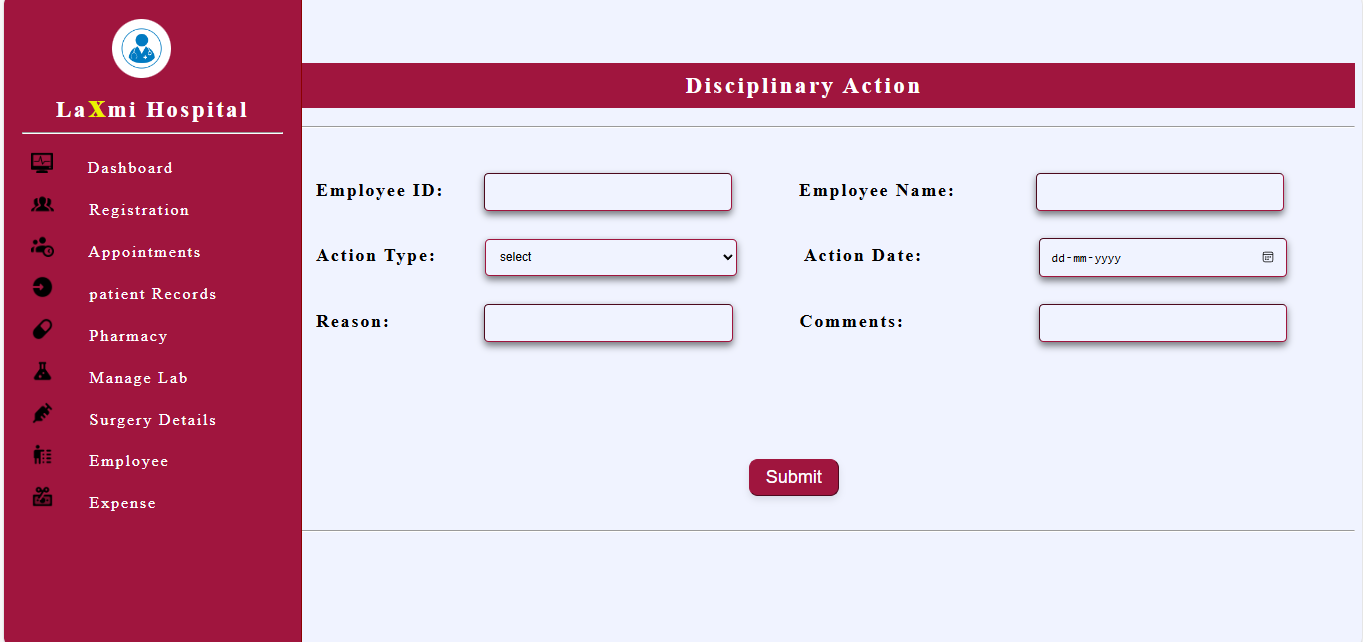 LaXmi Hospital
Dashboard
Registration
Appointments
patient Records
Pharmacy
Manage Lab
Surgery Details
Employee
Expense
Disciplinary Action
Employee ID:
Employee Name:
Action Type:
select
Action Date:
dd-mm-yyyy
Reason:
Comments:
Submit